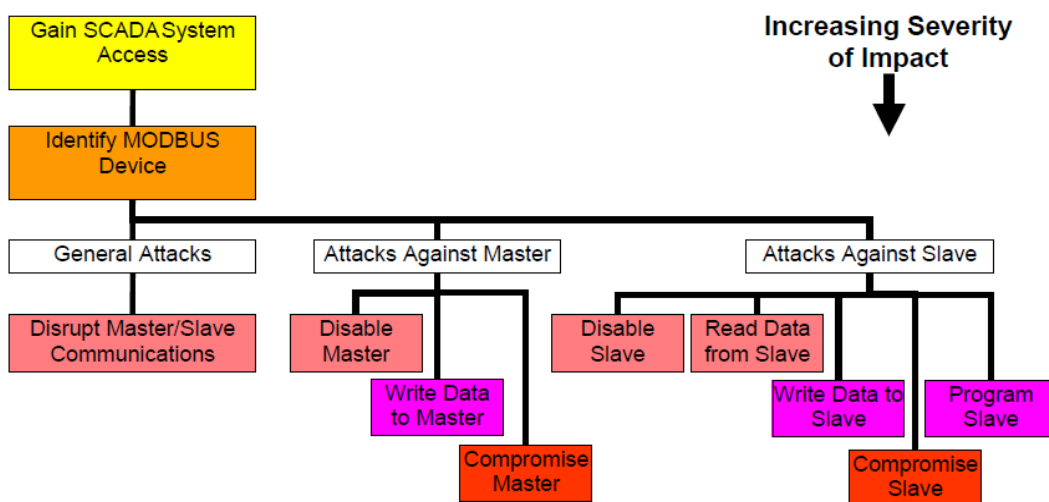 Gain SCADA System
Access
Increasing Severity
of Impact
Identify MODBUS
Device
General Attacks
Attacks Against Master
Attacks Against Slave
Disrupt Master/Slave
Communications
Disable
Master
Disable
Slave
Read Data
from Slave
Write Data
to Master
Write Data to
Slave
Program
Slave
Compromise
Master
Compromise
Slave